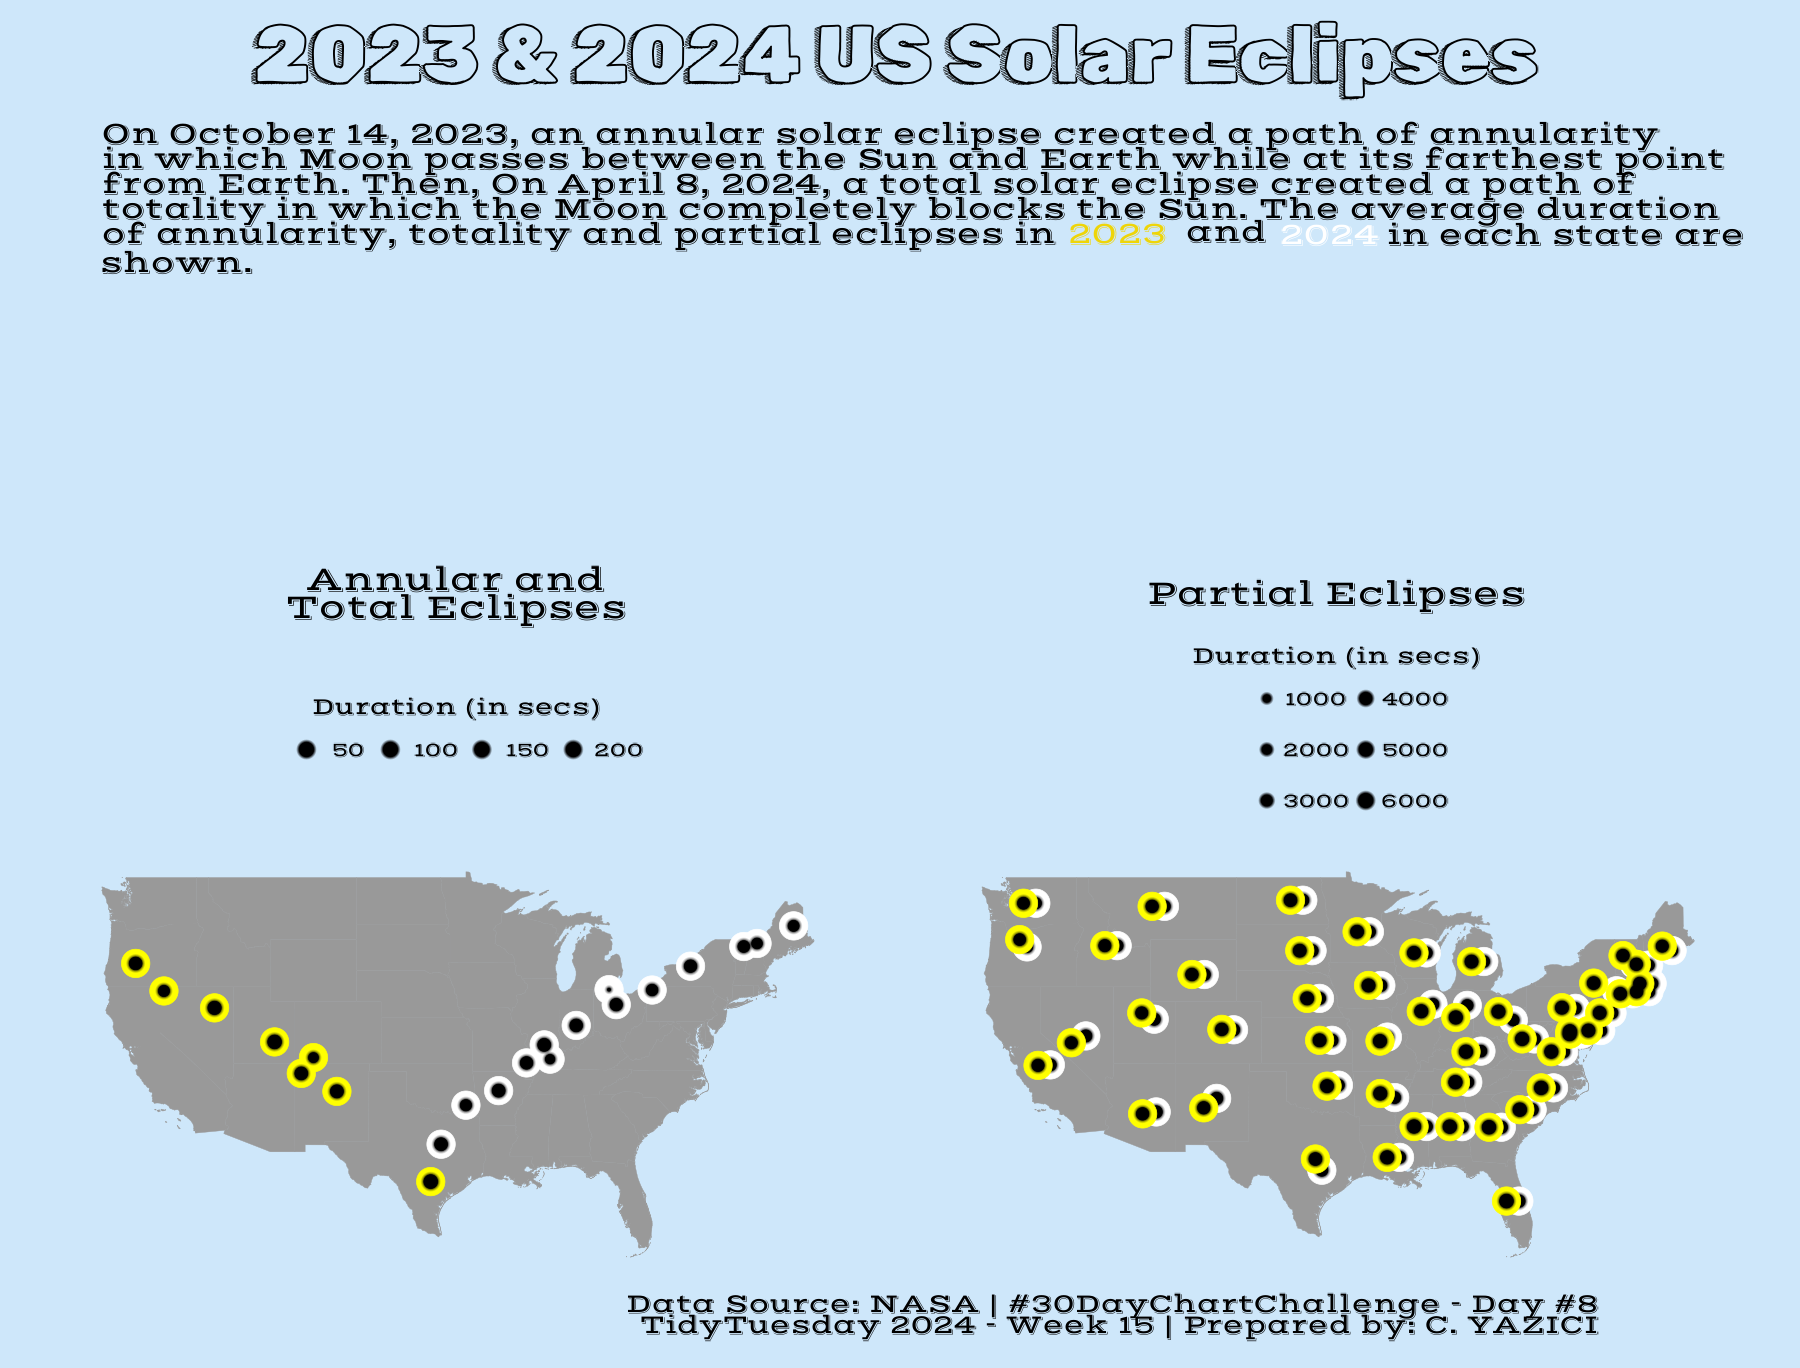 2023 & 2024 US Solar Eclipses
On October 14, 2023, an annular solar eclipse created a path of annularity
in which Moon passes between the Sun and Earth while at its farthest point
from Earth. Then, On April 8, 2024, a total solar eclipse created a path of
totality in which the Moon completely blocks the Sun. The average duration
of annularity, totality and partial eclipses in 2023 and 2024 in each state are
shown.
Annular and
Total Eclipses
Duration (in secs)
50 100 150 200
Partial Eclipses
Duration (in secs)
1000 4000
2000 5000
3000 6000
Data Source: NASA | #30DayChartChallenge - Day #8
TidyTuesday 2024 - Week 15 | Prepared by: C. YAZICI